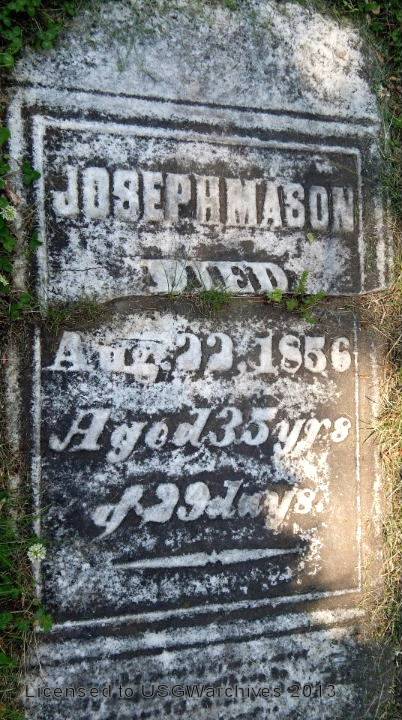 JOSEPH MASON
DIED
Aug. 22, 1856
Aged 35 yrs
& 29 days.
Licensed to USGWarchives 2013